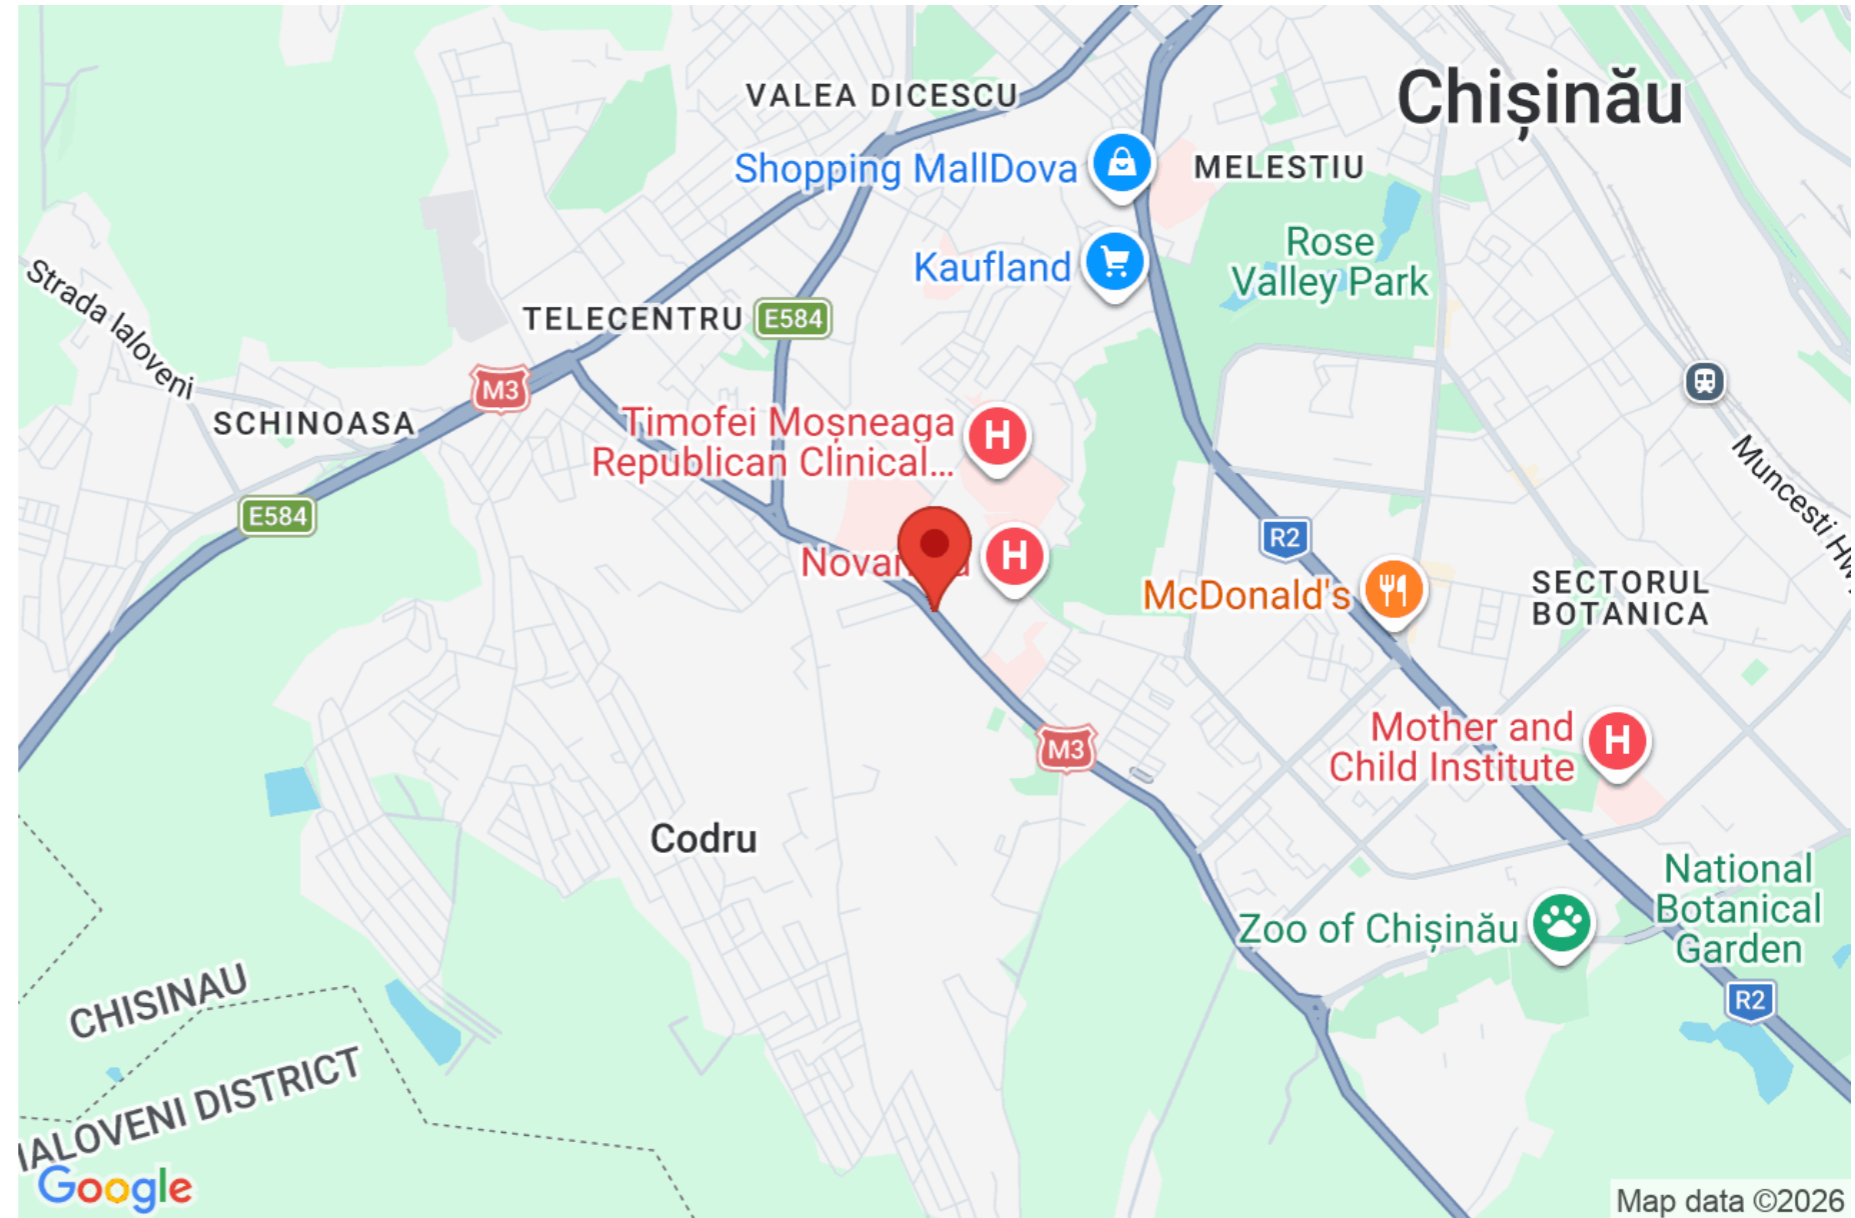 VALEA DICESCU
Chișinău
Shopping MallDova
MELESTIU
Rose
Valley Park
Kaufland
Strada Ialoveni
TELECENTRU
E584
M3
SCHINOASA
Timofei Moșneaga
Republican Clinical...
H
E584
Muncesti
R2
H
McDonald's
SECTORUL
BOTANICA
Mother and
Child Institute
H
M3
Codru
National
Botanical
Garden
Zoo of Chișinău
R2
CHISINAU
IALOVENI DISTRICT
Google
Map data ©2026